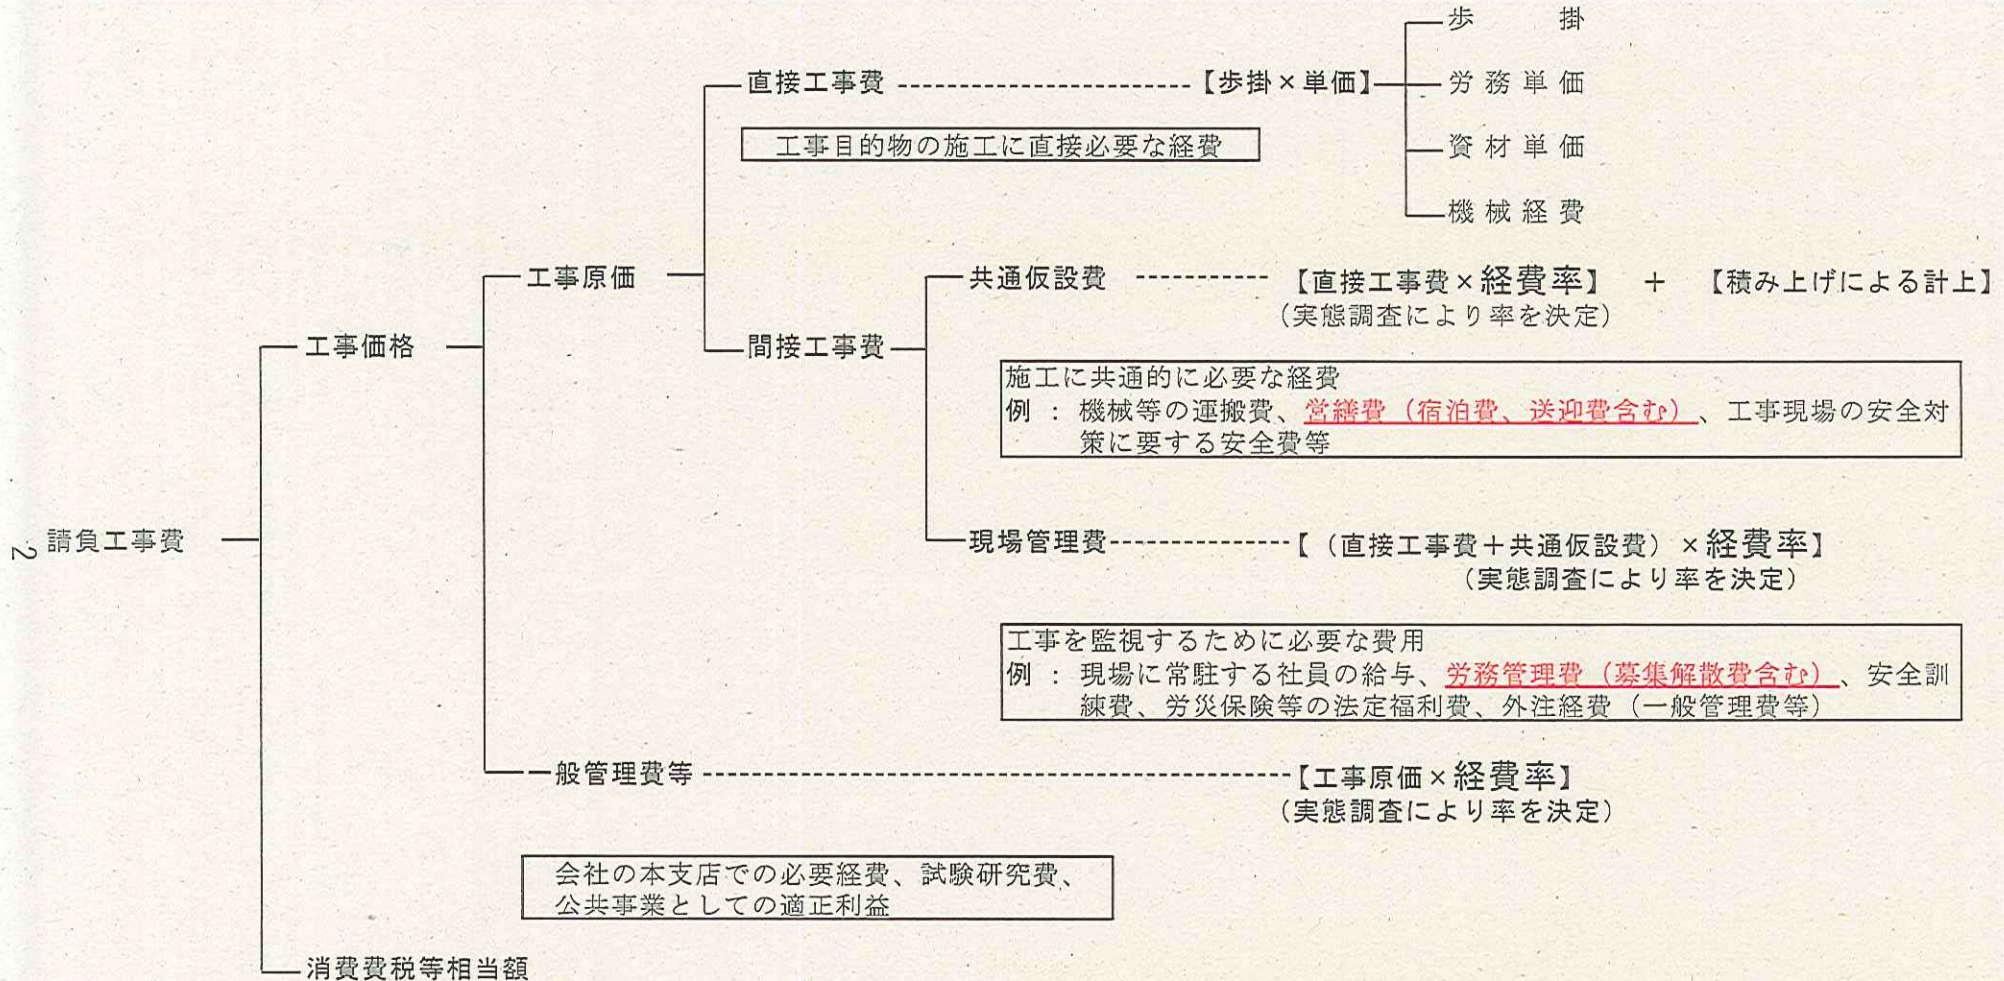 歩掛
直接工事費
【歩掛×単価】
労務単価
工事目的物の施工に直接必要な経費
資材単価
機械経費
工事原価
共通仮設費
【直接工事費×経費率】 ＋ 【積み上げによる計上】
（実態調査により率を決定）
工事価格
間接工事費
施工に共通的に必要な経費
例 ： 機械等の運搬費、営繕費（宿泊費、送迎費含む）、工事現場の安全対
策に要する安全費等
2
請負工事費
現場管理費
【（直接工事費＋共通仮設費）×経費率】
（実態調査により率を決定）
工事を監視するために必要な費用
例 ： 現場に常駐する社員の給与、労務管理費（募集解散費含む）、安全訓
練費、労災保険等の法定福利費、外注経費（一般管理費等）
一般管理費等
【工事原価×経費率】
（実態調査により率を決定）
会社の本支店での必要経費、試験研究費、
公共事業としての適正利益
消費費税等相当額